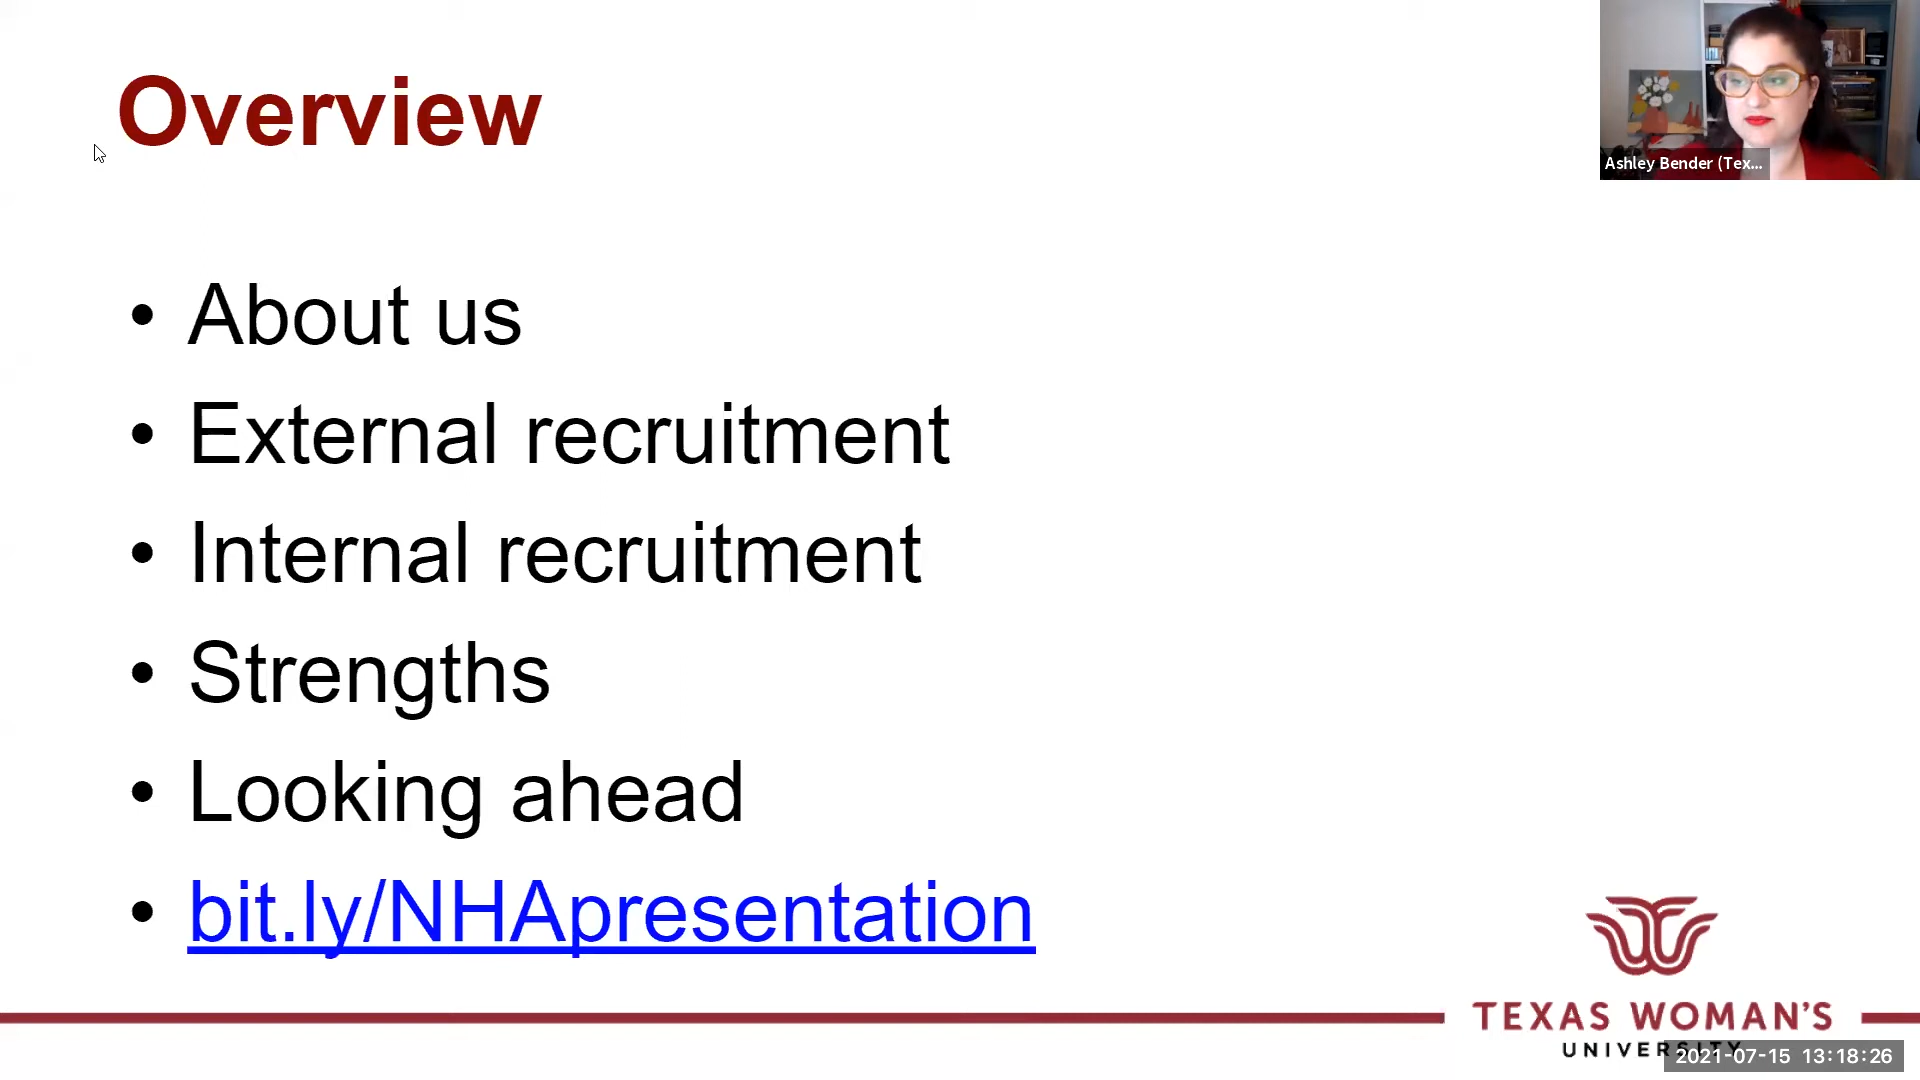 Overview
Ashley Bender (Tex...
• About us
• External recruitment
• Internal recruitment
• Strengths
• Looking ahead
• bit.ly/NHApresentation
TEXAS WOMAN'S
UNIVERSITY
2021-07-15 13:18:26